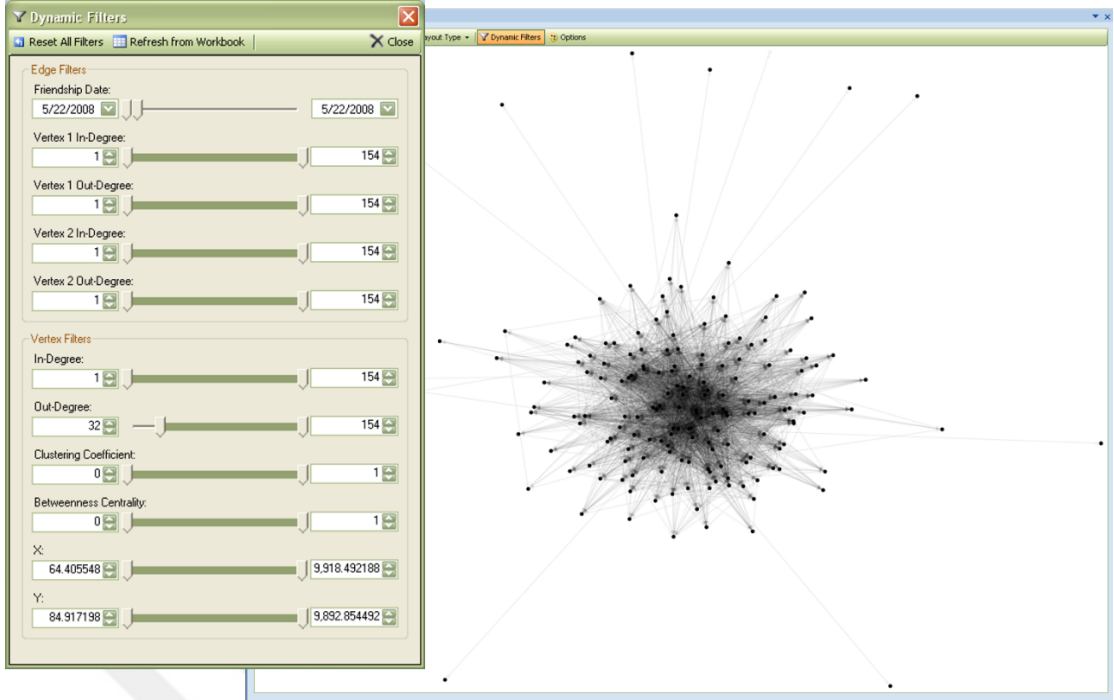 Dynamic Filters
Reset All Filters Refresh from Workbook Close
ayout Type Dynamic Filters Options
Edge Filters
Friendship Date:
5/22/2008 5/22/2008
Vertex 1 In-Degree:
1 154
Vertex 1 Out-Degree:
1 154
Vertex 2 In-Degree:
1 154
Vertex 2 Out-Degree:
1 154
Vertex Filters
In-Degree:
1 154
Out-Degree:
32 154
Clustering Coefficient:
0 1
Betweenness Centrality:
0 1
X:
64.405548 9,918.492188
Y:
84.917198 9,892.854492